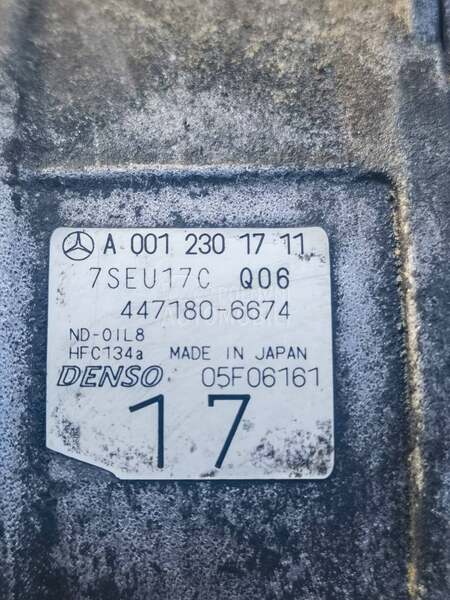 A 001 230 17 11
7SEU17C Q06
447180-6674
ND-OIL8
HFC134a MADE IN JAPAN
DENSO 05F06161
17